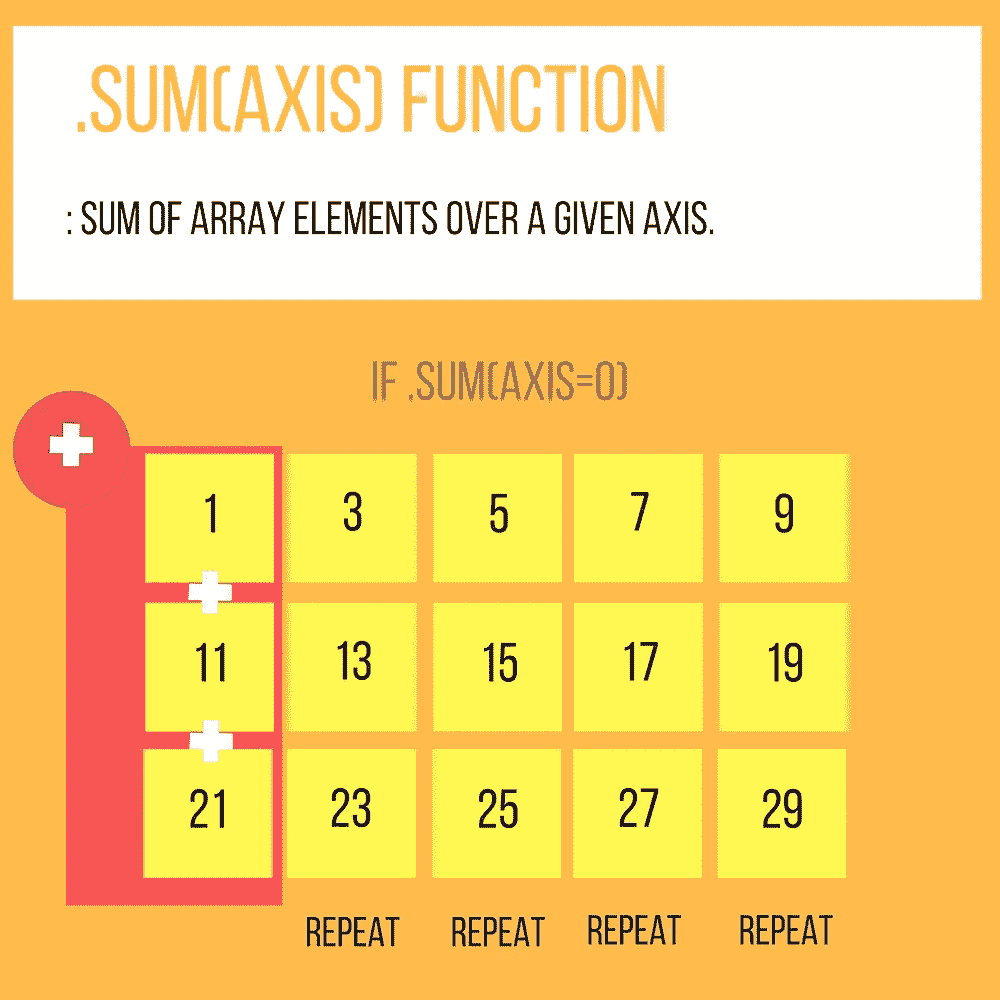 .SUM(AXIS) FUNCTION
: SUM OF ARRAY ELEMENTS OVER A GIVEN AXIS.
IF .SUM(AXIS=0)
1 3 5 7 9
11 13 15 17 19
21 23 25 27 29
REPEAT REPEAT REPEAT REPEAT